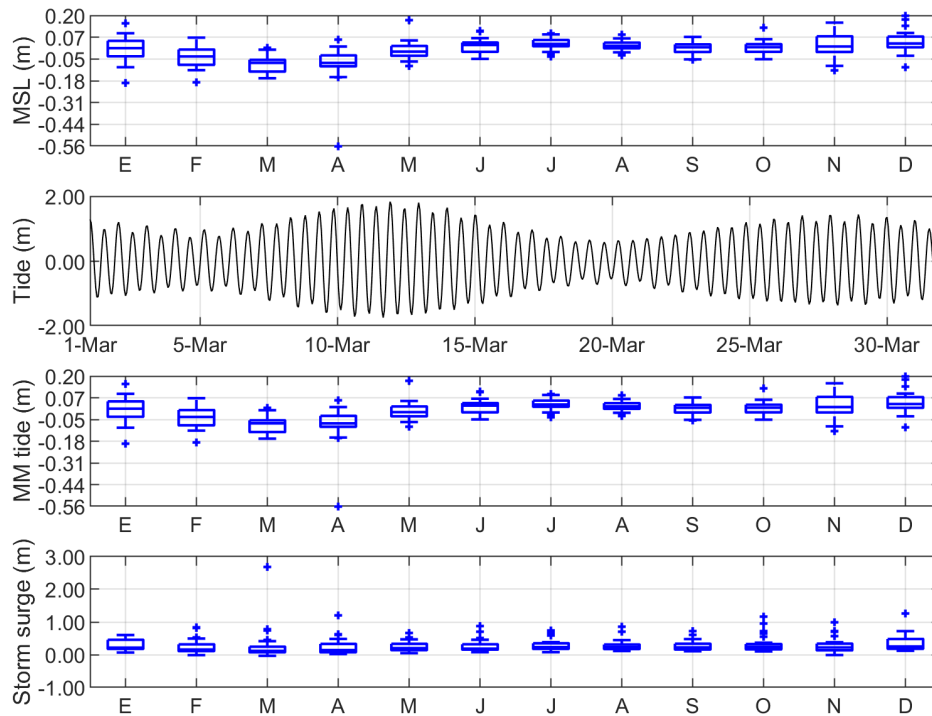 MSL (m)
0.20
0.07
-0.05
-0.18
-0.31
-0.44
-0.56
E F M A M J J A S O N D
Tide (m)
2.00
0.00
-2.00
1-Mar 5-Mar 10-Mar 15-Mar 20-Mar 25-Mar 30-Mar
MM tide (m)
0.20
0.07
-0.05
-0.18
-0.31
-0.44
-0.56
E F M A M J J A S O N D
Storm surge (m)
3.00
2.00
1.00
0.00
-1.00
E F M A M J J A S O N D